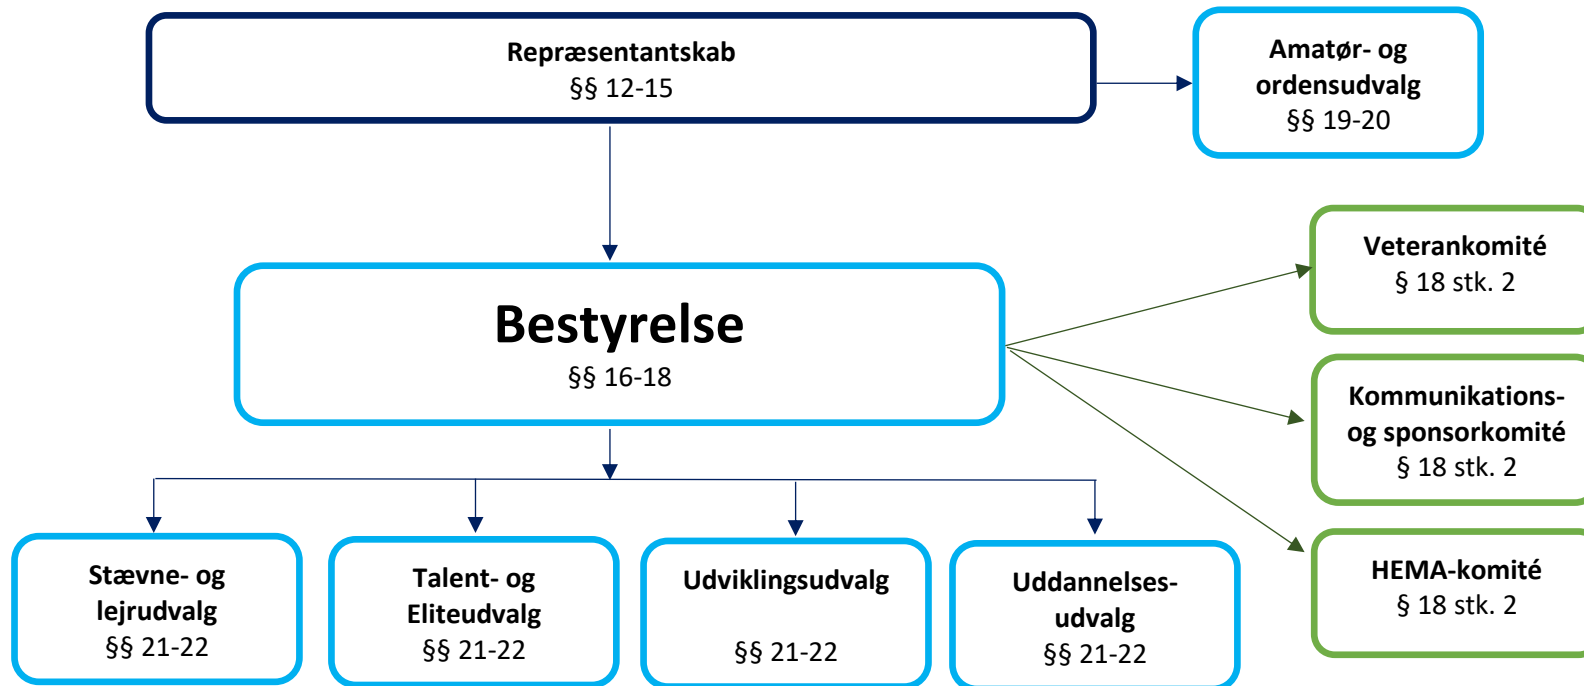 Repræsentantskab
§§ 12-15
Amatør- og
ordensudvalg
§§ 19-20
Bestyrelse
§§ 16-18
Veterankomité
§ 18 stk. 2
Kommunikations-
og sponsorkomité
§ 18 stk. 2
HEMA-komité
§ 18 stk. 2
Stævne- og
lejrudvalg
§§ 21-22
Talent- og
Eliteudvalg
§§ 21-22
Udviklingsudvalg
§§ 21-22
Uddannelses-
udvalg
§§ 21-22